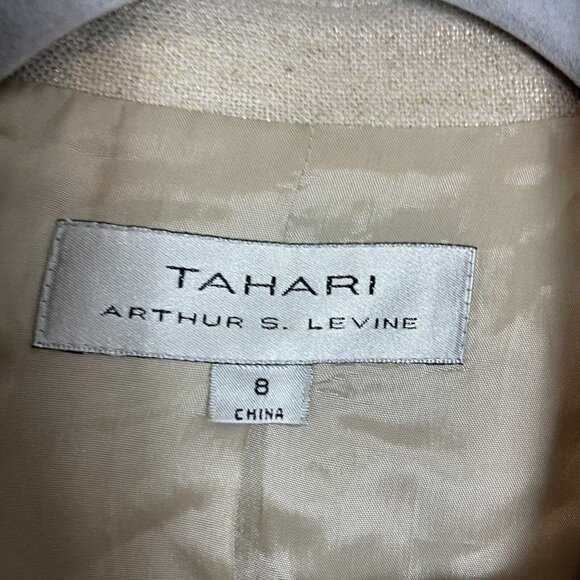 TAHARI
ARTHUR S. LEVINE
8
CHINA